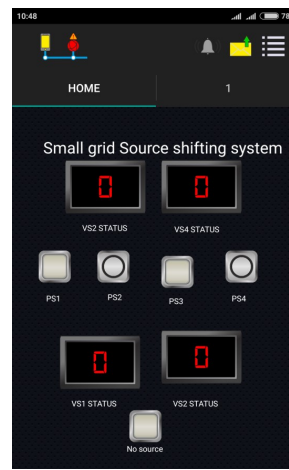 10:48
78
HOME 1
Small grid Source shifting system
0 0
VS2 STATUS VS4 STATUS
PS1 PS2 PS3 PS4
0 0
VS1 STATUS VS2 STATUS
No source